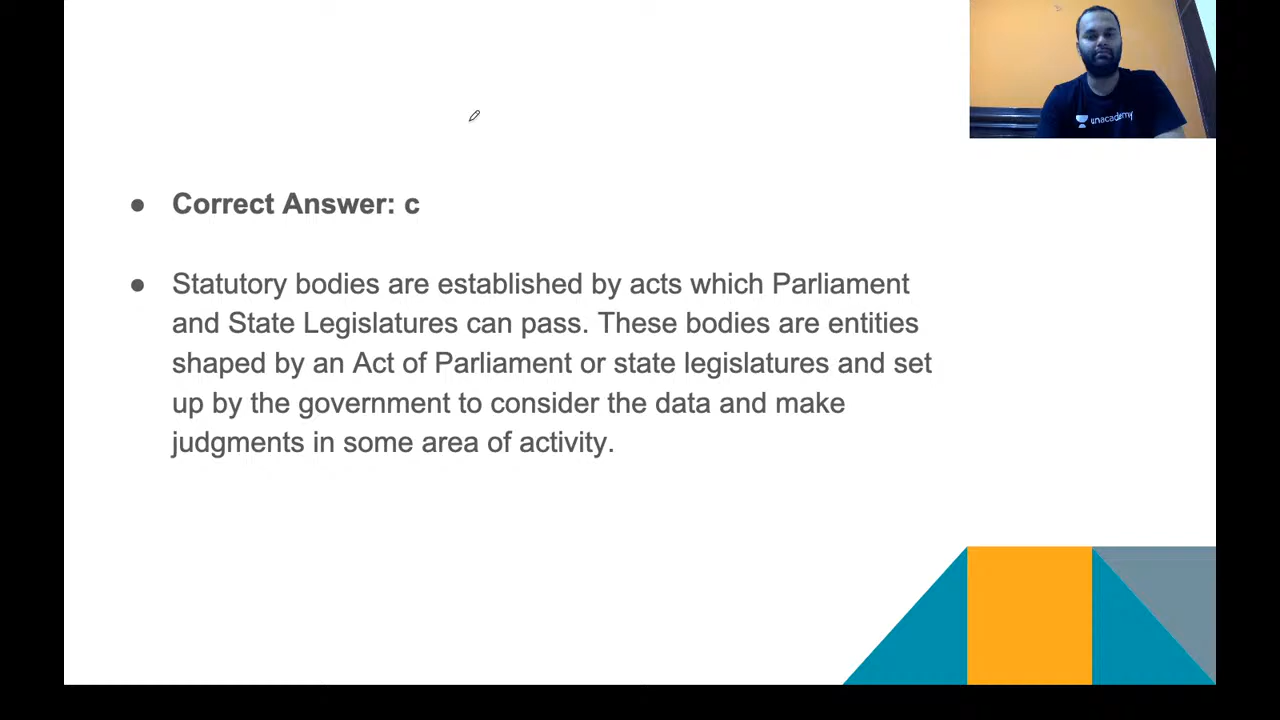 unacademy
● Correct Answer: c
● Statutory bodies are established by acts which Parliament
and State Legislatures can pass. These bodies are entities
shaped by an Act of Parliament or state legislatures and set
up by the government to consider the data and make
judgments in some area of activity.